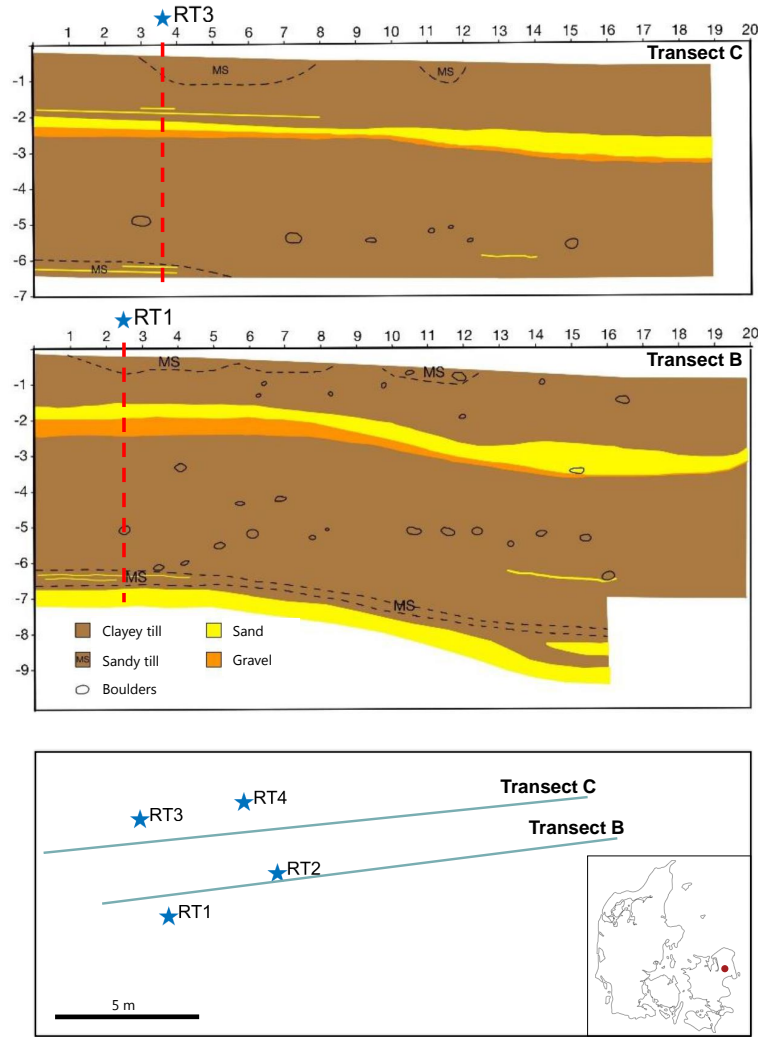 RT3
1 2 3 4 5 6 7 8 9 10 11 12 13 14 15 16 17 18 19 20
Transect C
MS MS
-1
-2
-3
-4
-5
-6
MS
-7
RT1
1 2 3 4 5 6 7 8 9 10 11 12 13 14 15 16 17 18 19 20
Transect B
MS MS
-1
-2
-3
-4
-5
-6
MS
-7
MS
-8
-9
Clayey till Sand
MS Sandy till Gravel
Boulders
Transect C
RT4
RT3
Transect B
RT2
RT1
5 m